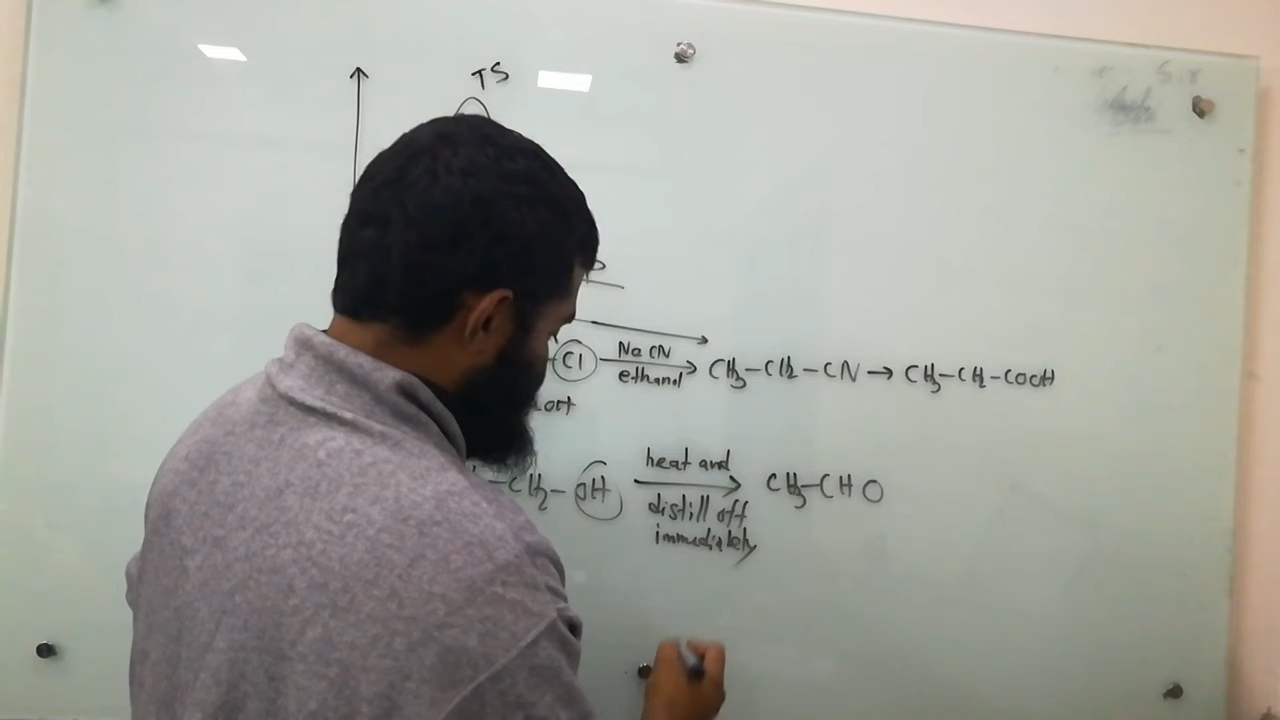 TS
Cl NaCN CH3-CH2-CN → CH3-CH2-COOH
ethanol
-CH2-OH heat and CH3-CHO
distill off
immediately